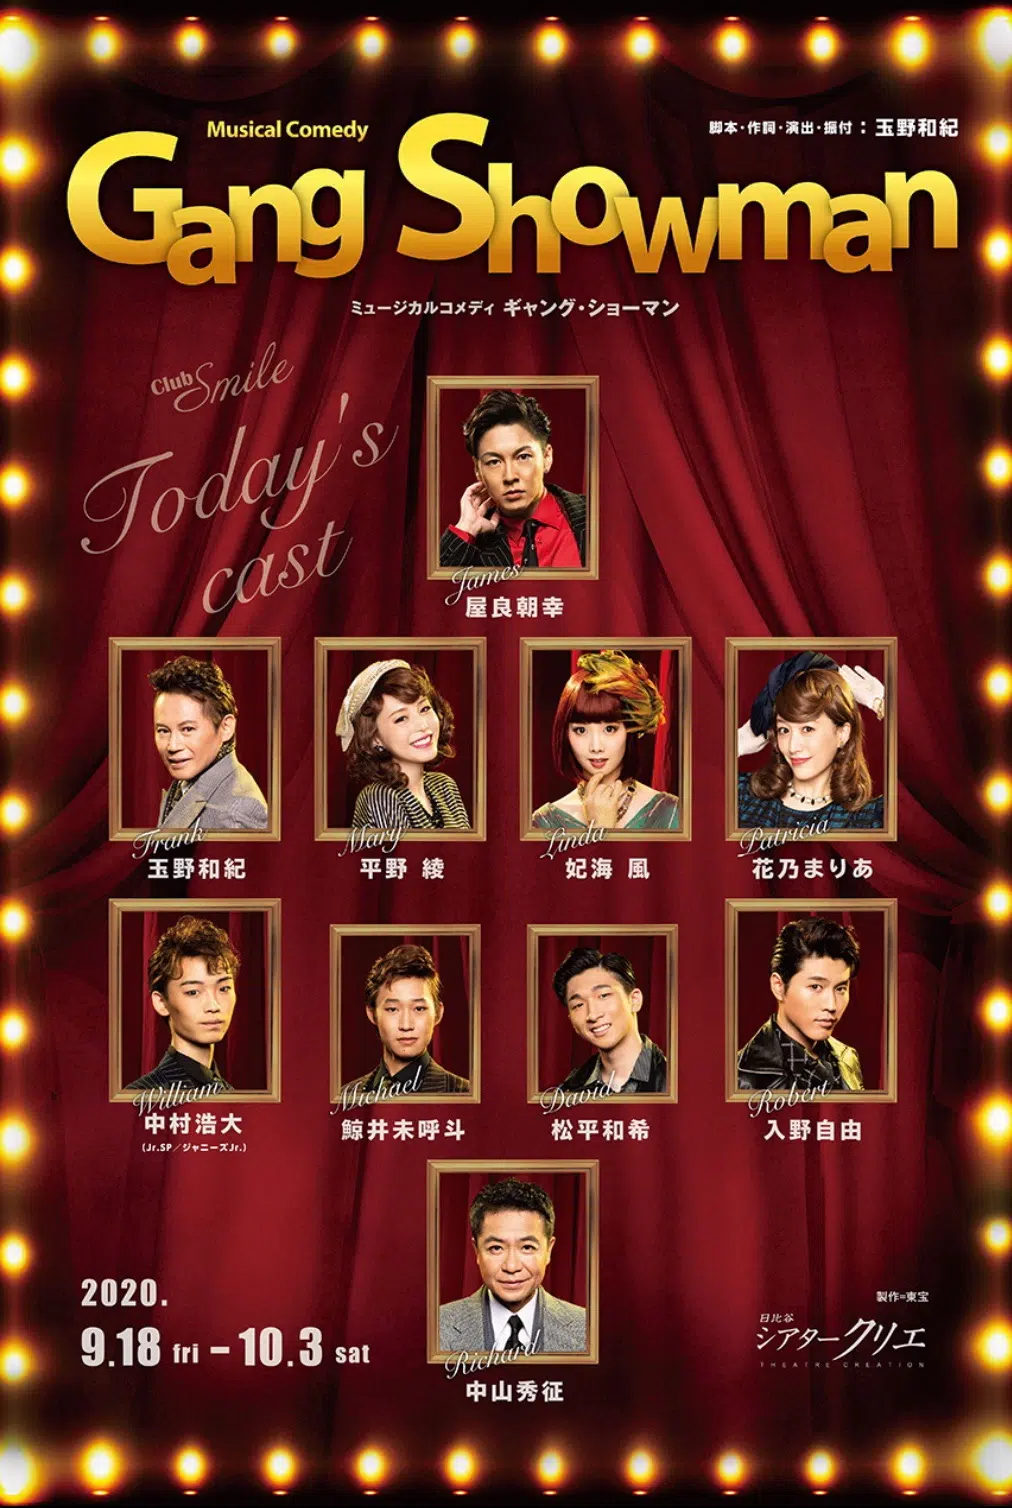 Musical Comedy
脚本・作詞・演出・振付：玉野和紀
Gang Showman
ミュージカルコメディ ギャング・ショーマン
Club Smile
Today's
cast
James
屋良朝幸
Frank
玉野和紀
Mary
平野 綾
Linda
妃海 風
Patricia
花乃まりあ
William
中村浩大
(Jr.SP／ジャニーズJr.)
Michael
鯨井未呼斗
David
松平和希
Robert
入野自由
Richard
中山秀征
2020.
9.18 fri – 10.3 sat
製作=東宝
日比谷
シアタークリエ
THEATRE CREATION